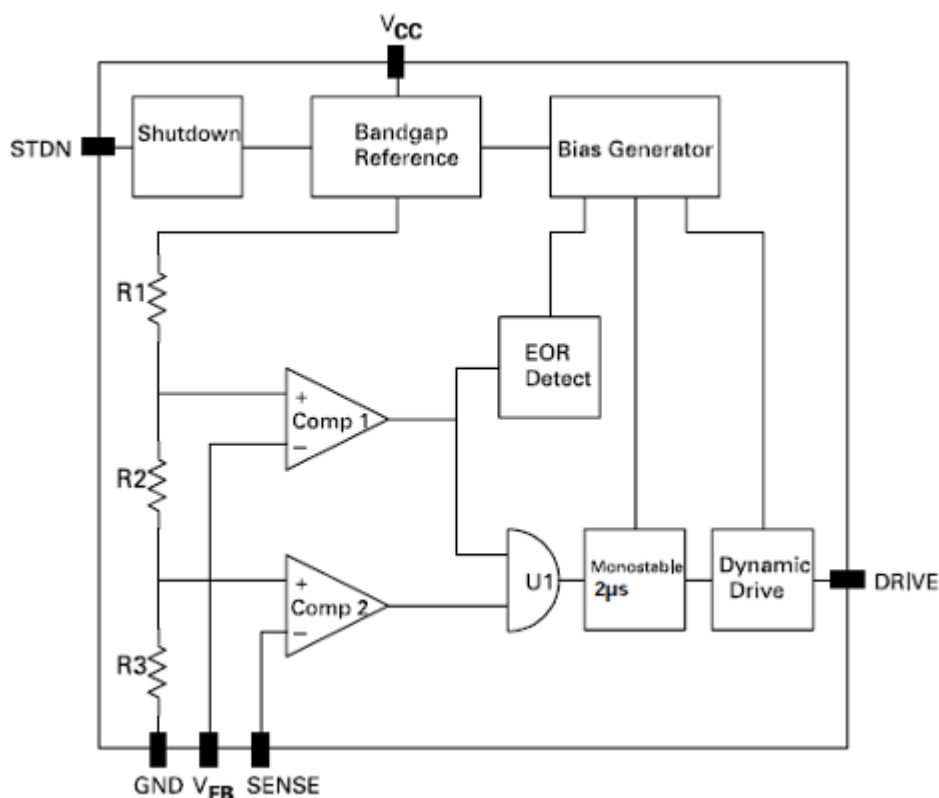 VCC
STDN
Shutdown
Bandgap
Reference
Bias Generator
R1
EOR
Detect
+
Comp 1
−
R2
+
Comp 2
−
U1
Monostable
2µs
Dynamic
Drive
DRIVE
R3
GND
VFB
SENSE